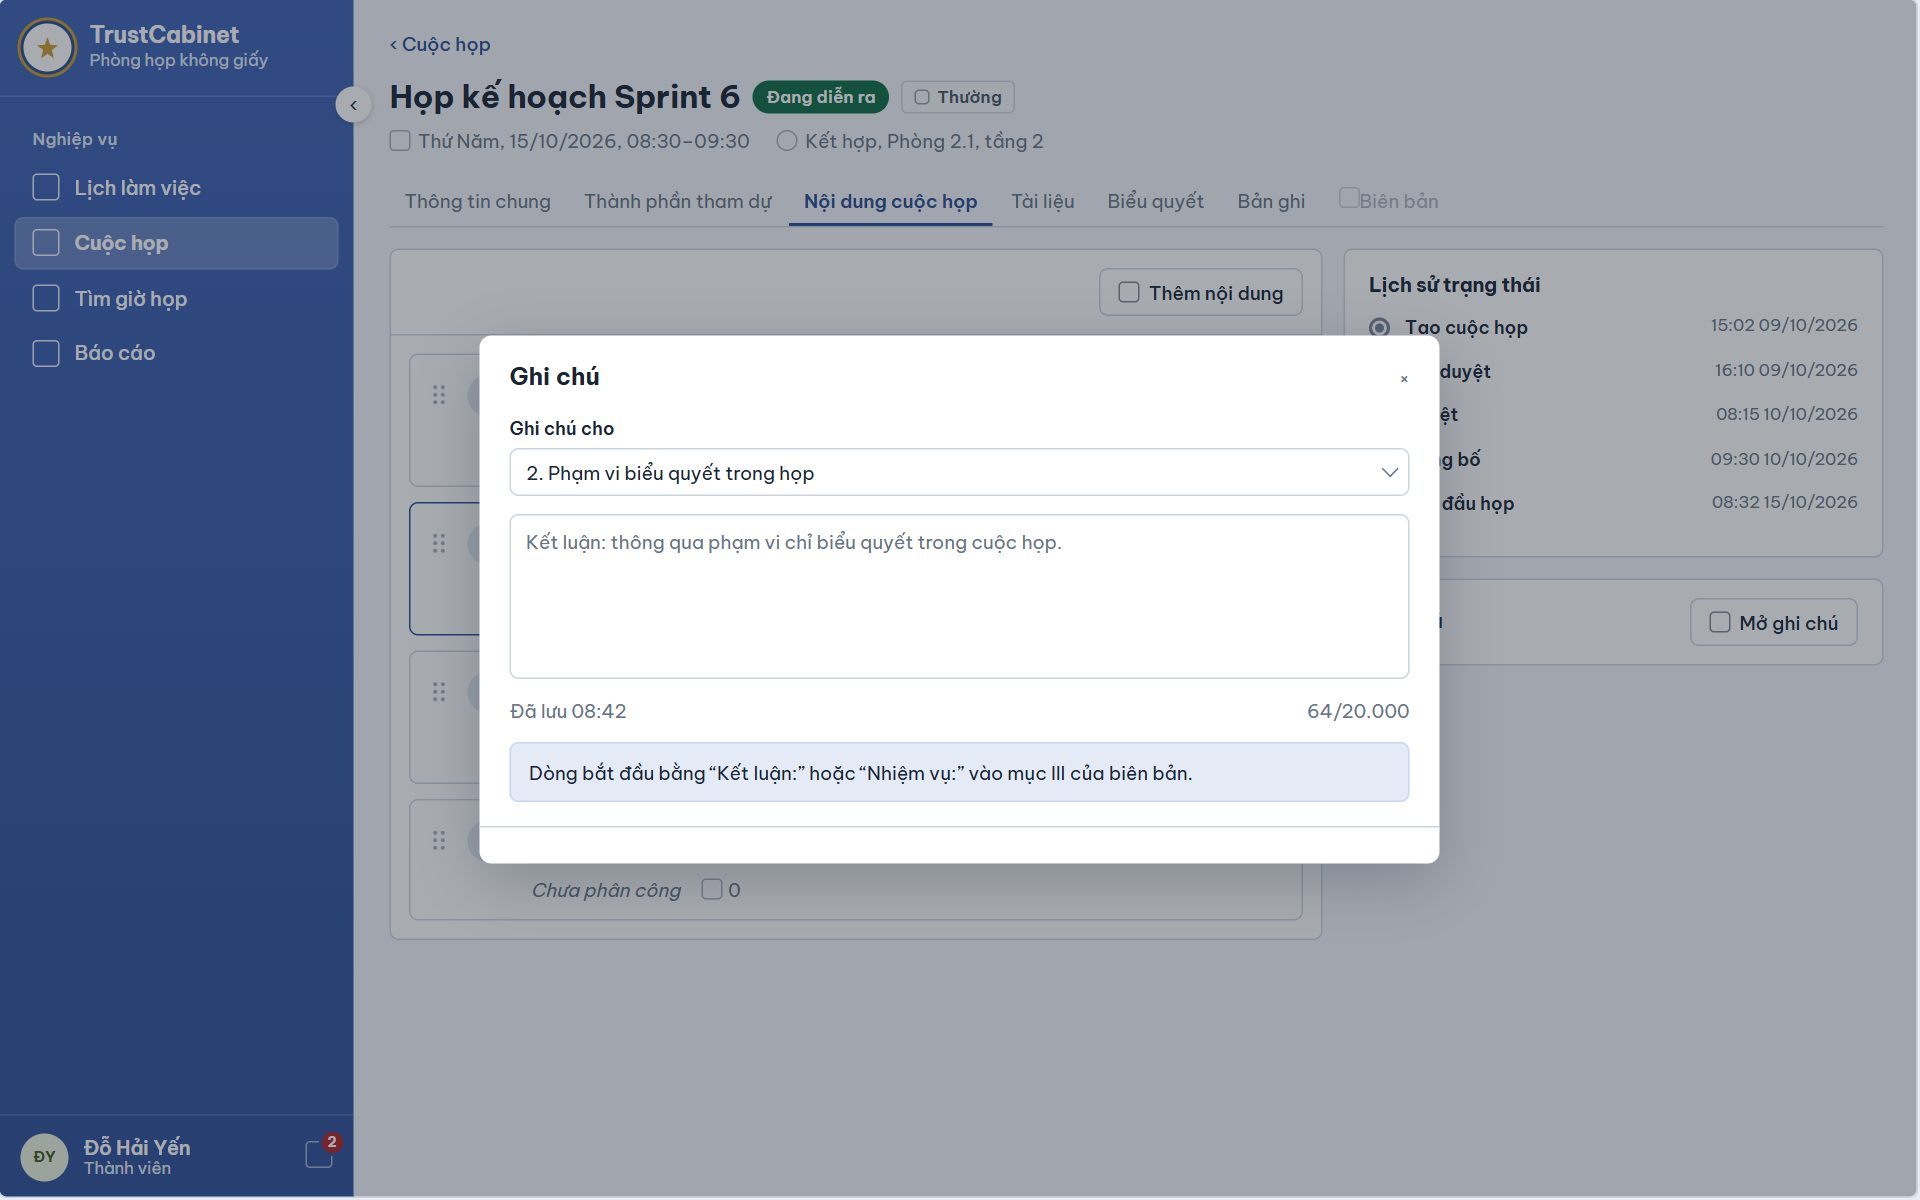 TrustCabinet
Phòng họp không giấy
Nghiệp vụ
Lịch làm việc
Cuộc họp
Tìm giờ họp
Báo cáo
ĐY
Đỗ Hải Yến
Thành viên
2
‹ Cuộc họp
Họp kế hoạch Sprint 6
Đang diễn ra
Thường
Thứ Năm, 15/10/2026, 08:30–09:30
Kết hợp, Phòng 2.1, tầng 2
Thông tin chung
Thành phần tham dự
Nội dung cuộc họp
Tài liệu
Biểu quyết
Bản ghi
Biên bản
Thêm nội dung
Lịch sử trạng thái
Tạo cuộc họp
15:02 09/10/2026
duyệt
16:10 09/10/2026
08:15 10/10/2026
bố
09:30 10/10/2026
đầu họp
08:32 15/10/2026
Mở ghi chú
Ghi chú
×
Ghi chú cho
2. Phạm vi biểu quyết trong họp
Kết luận: thông qua phạm vi chỉ biểu quyết trong cuộc họp.
Đã lưu 08:42
64/20.000
Dòng bắt đầu bằng “Kết luận:” hoặc “Nhiệm vụ:” vào mục III của biên bản.
Chưa phân công
0